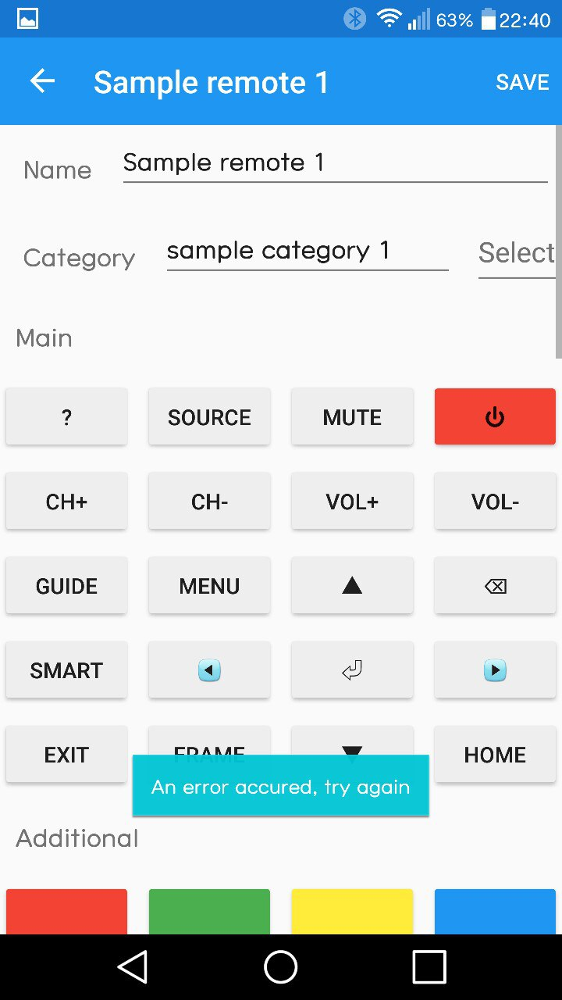 63% 22:40
Sample remote 1 SAVE
Name Sample remote 1
Category sample category 1 Select
Main
? SOURCE MUTE
CH+ CH- VOL+ VOL-
GUIDE MENU
SMART
EXIT FRAME HOME
An error accured, try again
Additional